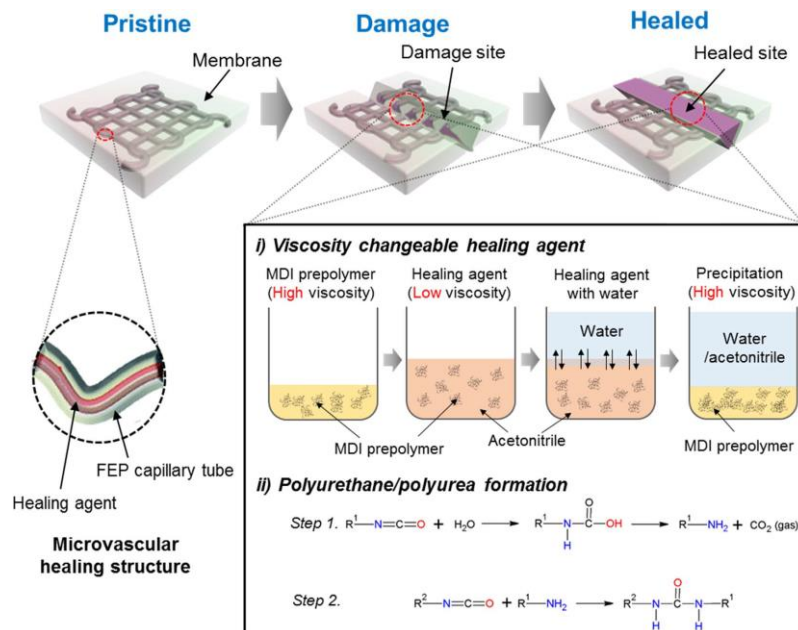 Pristine
Damage
Healed
Membrane
Damage site
Healed site
FEP capillary tube
Healing agent
Microvascular
healing structure
i) Viscosity changeable healing agent
MDI prepolymer
(High viscosity)
Healing agent
(Low viscosity)
Healing agent
with water
Precipitation
(High viscosity)
Water
Water
/acetonitrile
MDI prepolymer
Acetonitrile
MDI prepolymer
ii) Polyurethane/polyurea formation
Step 1. R¹—N=C=O + H₂O → R¹ N H O C OH → R¹—NH₂ + CO₂ (gas)
Step 2. R²—N=C=O + R¹—NH₂ → R² N H O C N H R¹